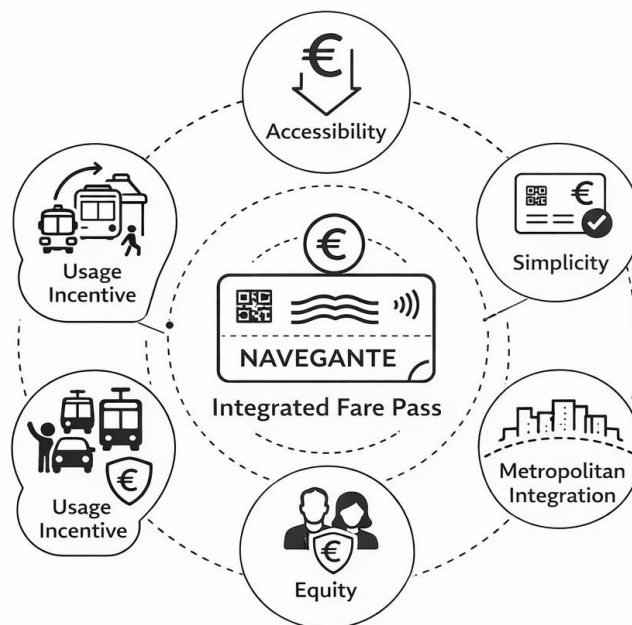 €
Accessibility
Usage
Incentive
€
Simplicity
€
NAVEGANTE
Integrated Fare Pass
€
Usage
Incentive
Metropolitan
Integration
€
Equity